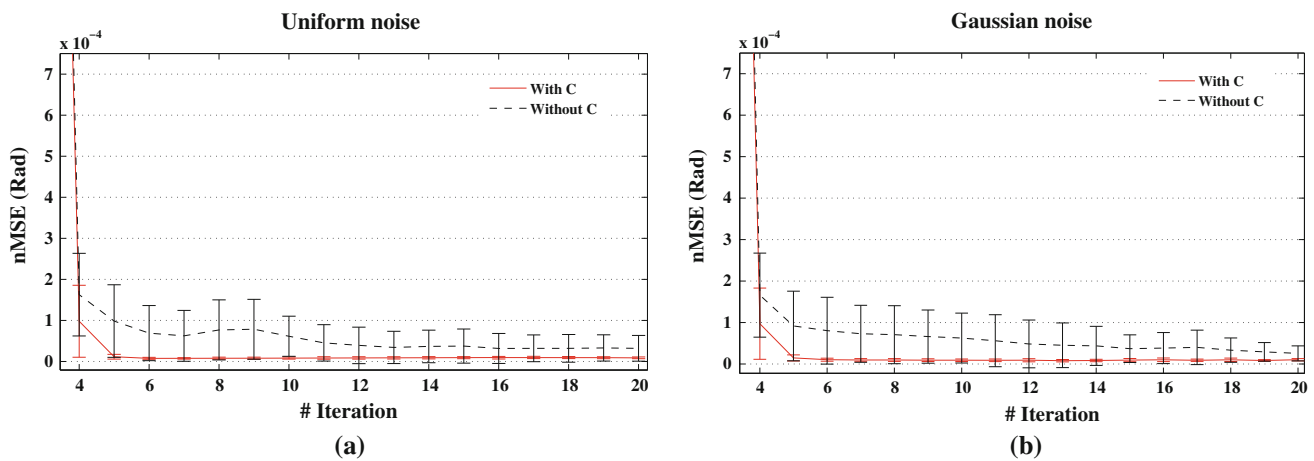 Uniform noise
x 10⁻⁴
7
6
5
4
3
2
1
0
nMSE (Rad)
With C
Without C
4 6 8 10 12 14 16 18 20
# Iteration
(a)
Gaussian noise
x 10⁻⁴
7
6
5
4
3
2
1
0
nMSE (Rad)
With C
Without C
4 6 8 10 12 14 16 18 20
# Iteration
(b)